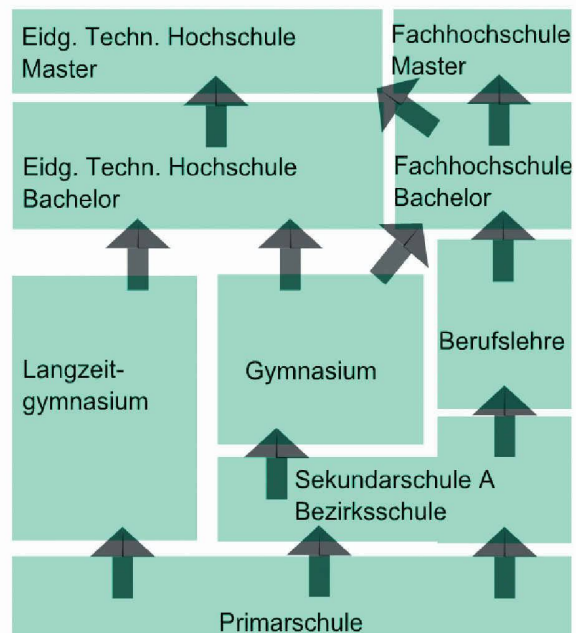 Eidg. Techn. Hochschule
Master
Fachhochschule
Master
Eidg. Techn. Hochschule
Bachelor
Fachhochschule
Bachelor
Langzeit-
gymnasium
Gymnasium
Berufslehre
Sekundarschule A
Bezirksschule
Primarschule